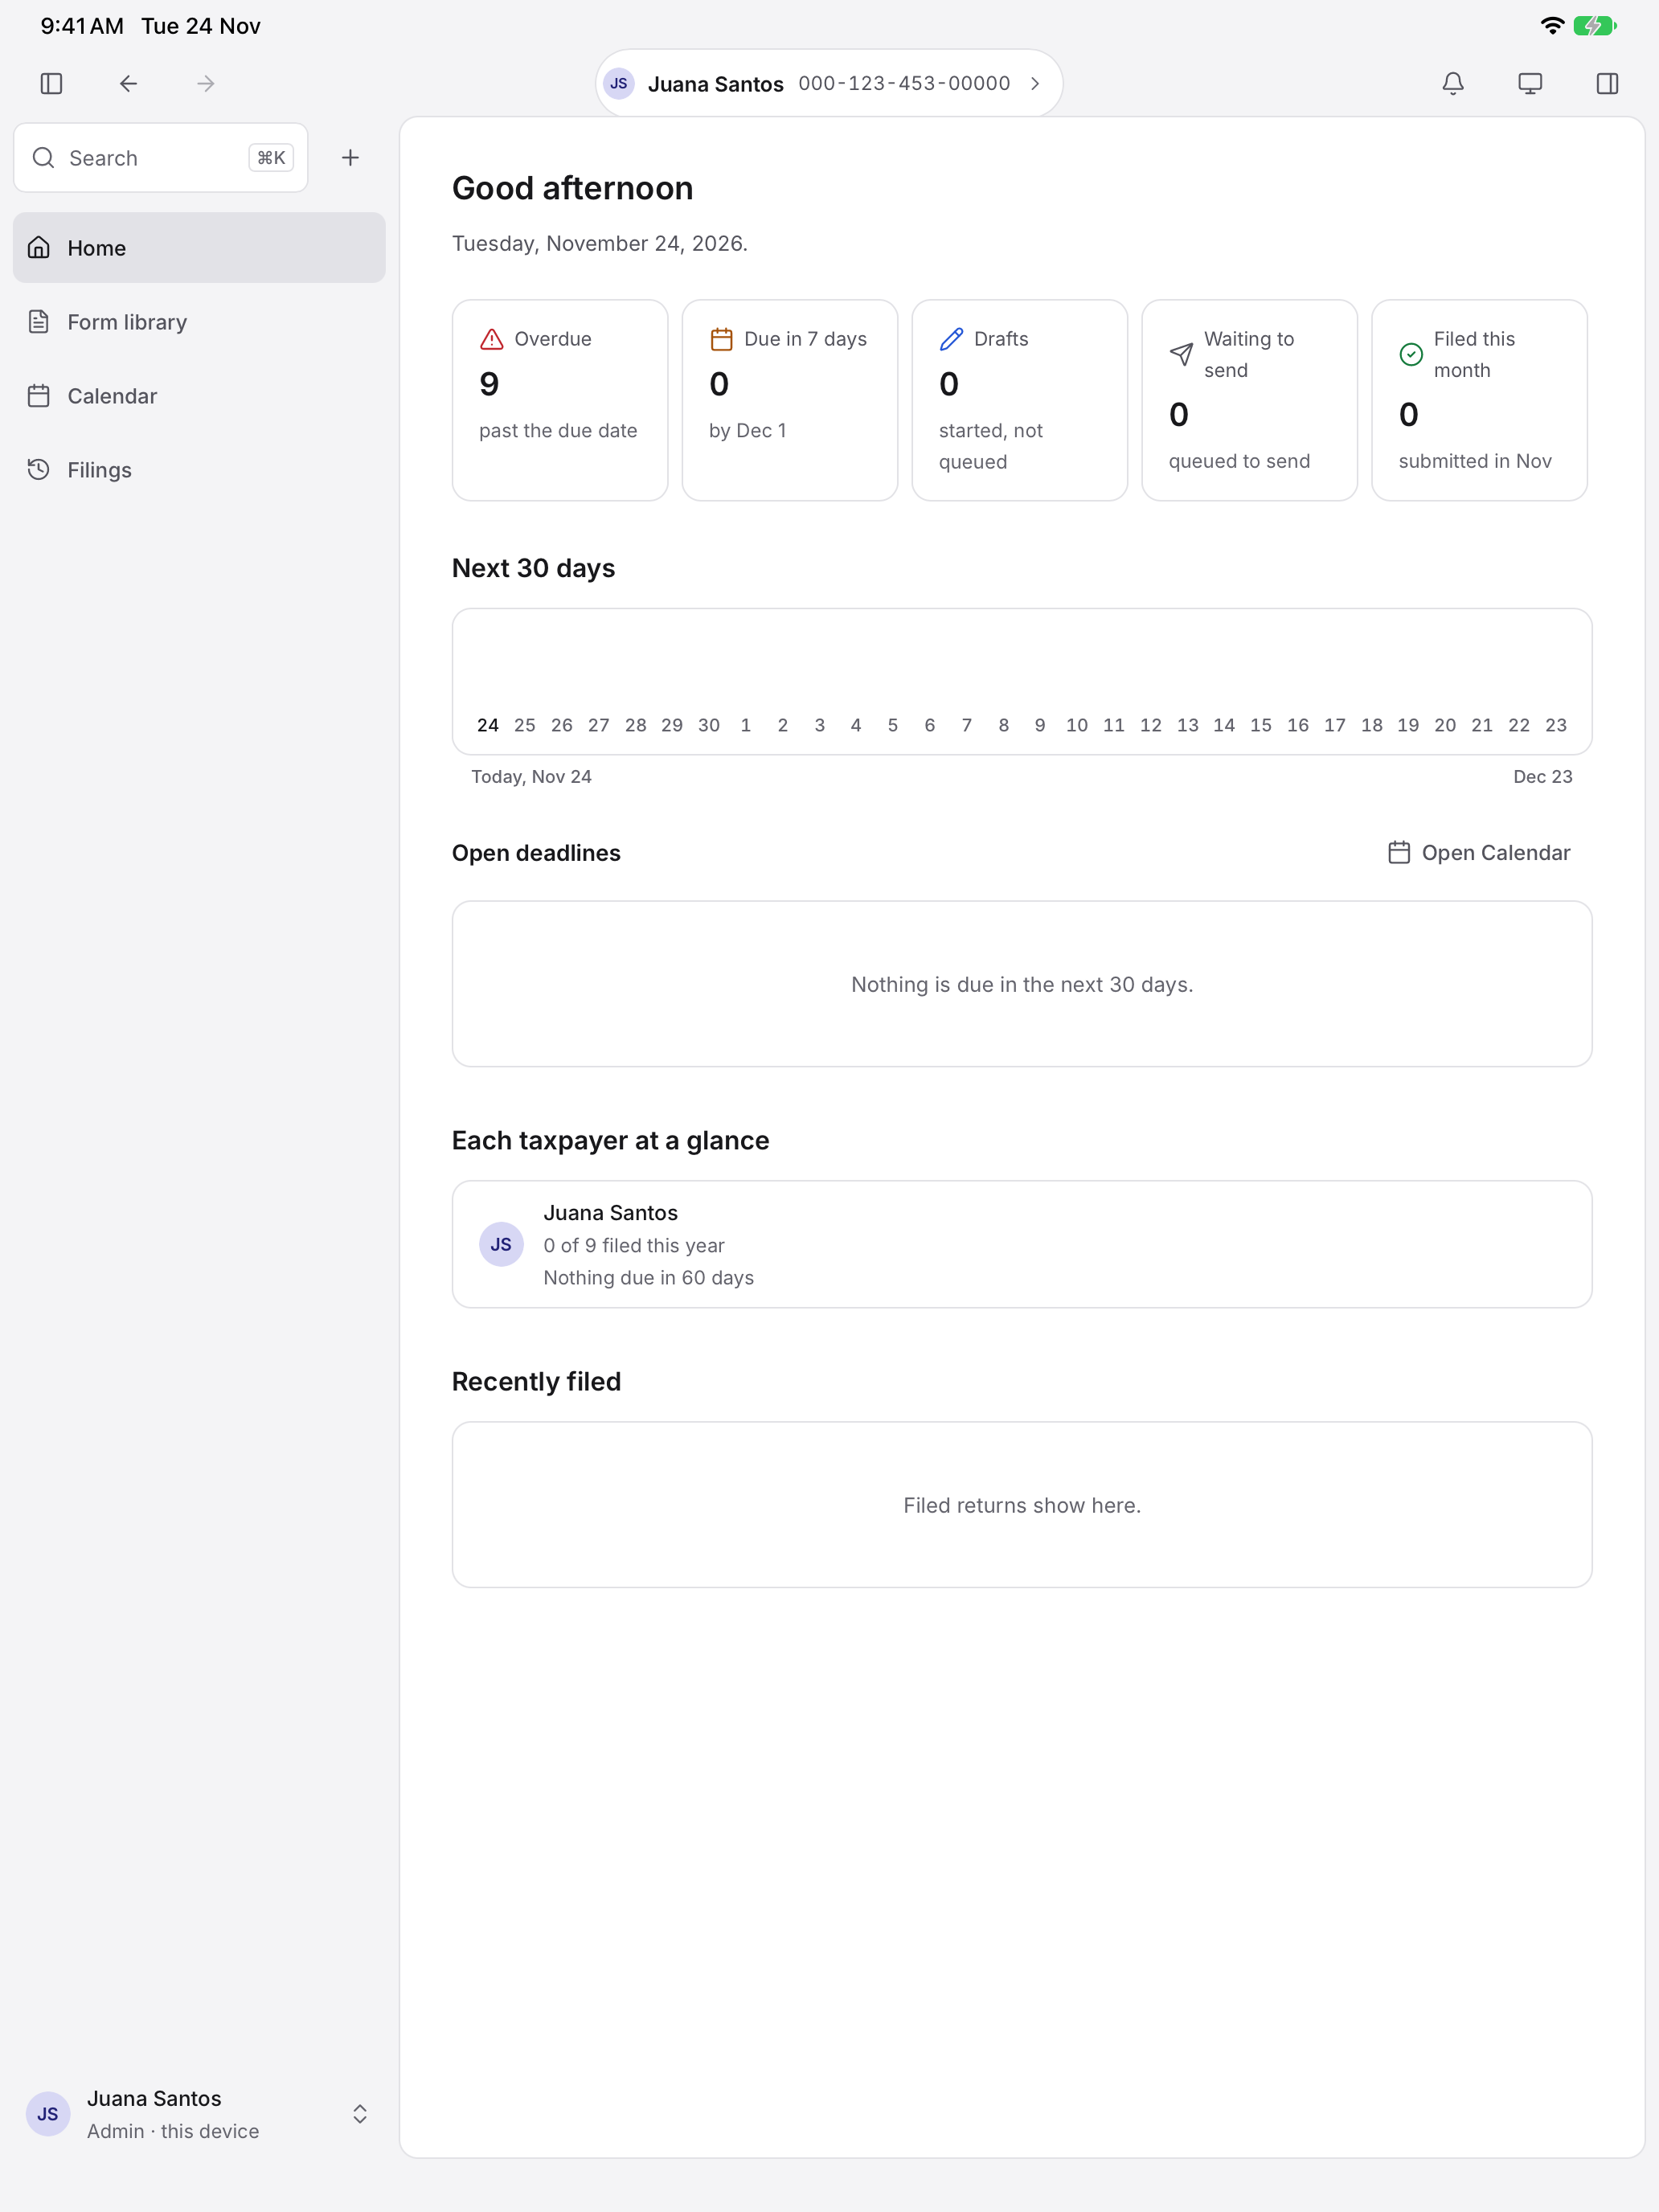 9:41 AM Tue 24 Nov
JS Juana Santos 000-123-453-00000
Search ⌘K
Home
Form library
Calendar
Filings
Good afternoon
Tuesday, November 24, 2026.
Overdue
9
past the due date
Due in 7 days
0
by Dec 1
Drafts
0
started, not
queued
Waiting to
send
0
queued to send
Filed this
month
0
submitted in Nov
Next 30 days
24 25 26 27 28 29 30 1 2 3 4 5 6 7 8 9 10 11 12 13 14 15 16 17 18 19 20 21 22 23
Today, Nov 24 Dec 23
Open deadlines Open Calendar
Nothing is due in the next 30 days.
Each taxpayer at a glance
JS
Juana Santos
0 of 9 filed this year
Nothing due in 60 days
Recently filed
Filed returns show here.
JS
Juana Santos
Admin · this device